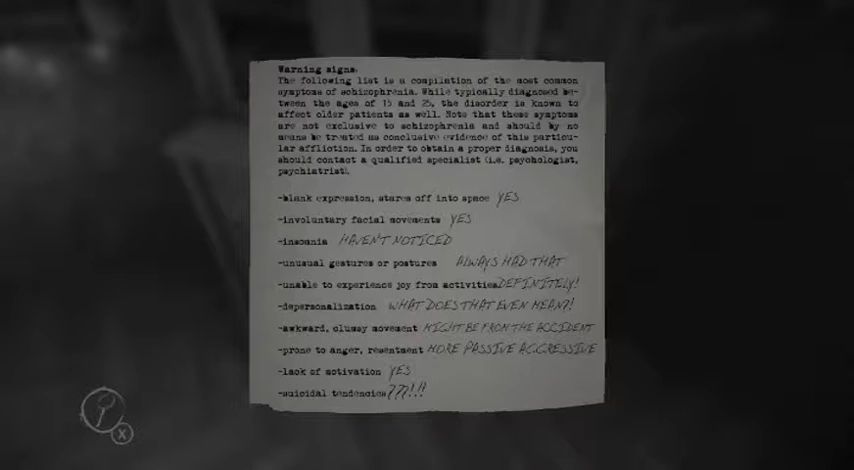 Warning signs.
The following list is a compilation of the most common
symptoms of schizophrenia. While typically diagnosed be-
tween the ages of 15 and 25, the disorder is known to
affect older patients as well. Note that these symptoms
are not exclusive to schizophrenia and should by no
means be treated as conclusive evidence of this particu-
lar affliction. In order to obtain a proper diagnosis, you
should contact a qualified specialist (i.e. psychologist,
psychiatrist).
-blank expression, stares off into space YES
-involuntary facial movements YES
-insomnia HAVEN'T NOTICED
-unusual gestures or postures ALWAYS HAD THAT
-unable to experience joy from activities DEFINITELY!
-depersonalization WHAT DOES THAT EVEN MEAN?!
-awkward, clumsy movement MIGHT BE FROM THE ACCIDENT
-prone to anger, resentment MORE PASSIVE AGGRESSIVE
-lack of motivation YES
-suicidal tendencies ???!!!
X